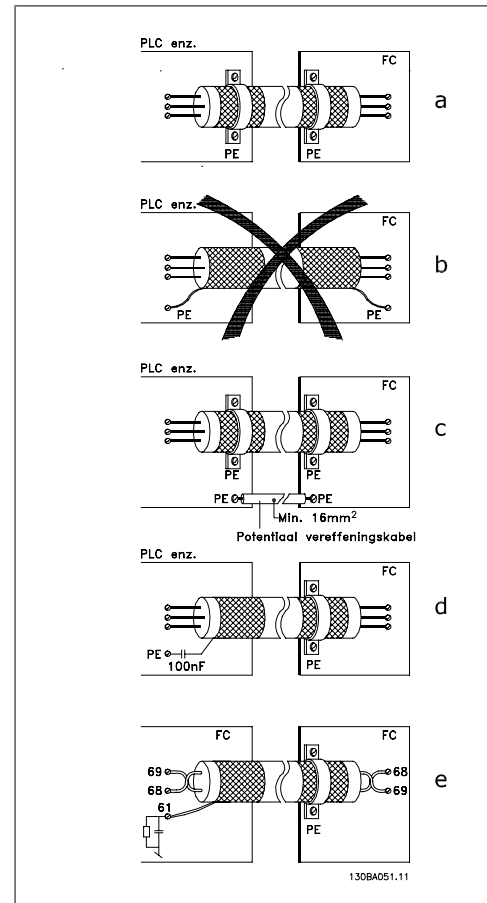 PLC enz.
FC
PE
PE
a
PLC enz.
FC
PE
PE
b
PLC enz.
FC
PE
PE
PE
PE
Min. 16mm²
Potentiaal vereffeningskabel
c
PLC enz.
FC
PE
100nF
PE
d
FC
69
68
61
68
69
PE
e
130BA051.11